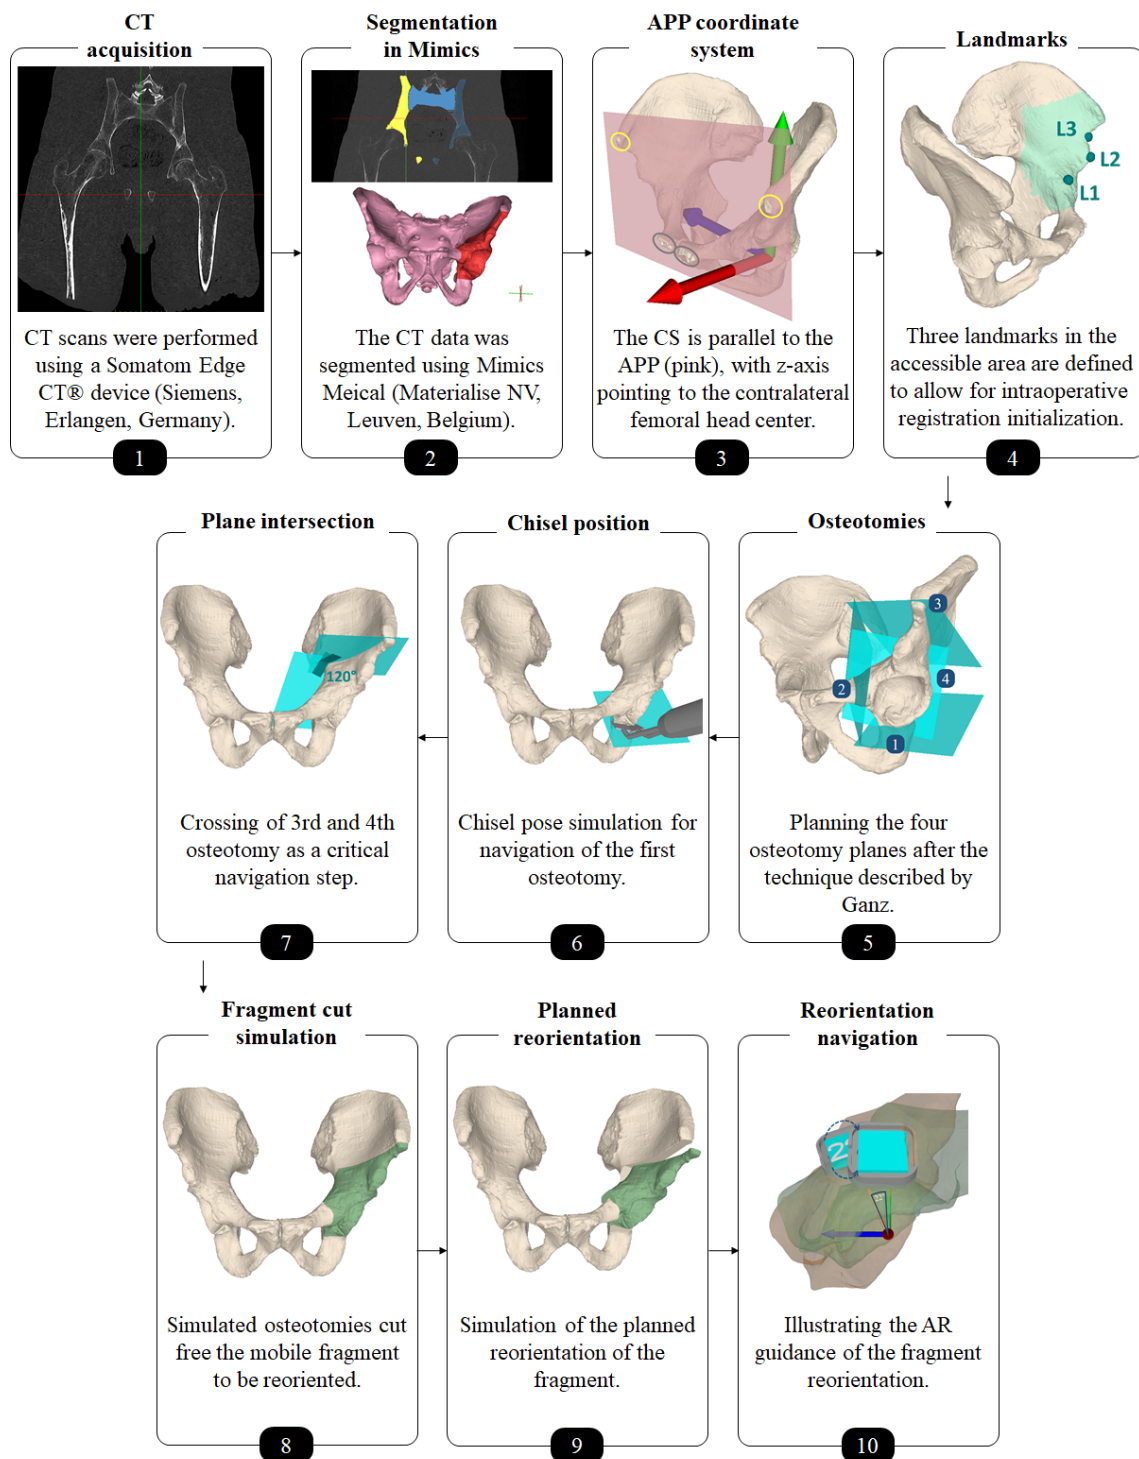 CT
acquisition
CT scans were performed
using a Somatom Edge
CT® device (Siemens,
Erlangen, Germany).
1
Segmentation
in Mimics
The CT data was
segmented using Mimics
Meical (Materialise NV,
Leuven, Belgium).
2
APP coordinate
system
The CS is parallel to the
APP (pink), with z-axis
pointing to the contralateral
femoral head center.
3
Landmarks
L3
L2
L1
Three landmarks in the
accessible area are defined
to allow for intraoperative
registration initialization.
4
Osteotomies
3
4
2
1
Planning the four
osteotomy planes after the
technique described by
Ganz.
5
Chisel position
Chisel pose simulation for
navigation of the first
osteotomy.
6
Plane intersection
120°
Crossing of 3rd and 4th
osteotomy as a critical
navigation step.
7
Fragment cut
simulation
Simulated osteotomies cut
free the mobile fragment
to be reoriented.
8
Planned
reorientation
Simulation of the planned
reorientation of the
fragment.
9
Reorientation
navigation
Illustrating the AR
guidance of the fragment
reorientation.
10